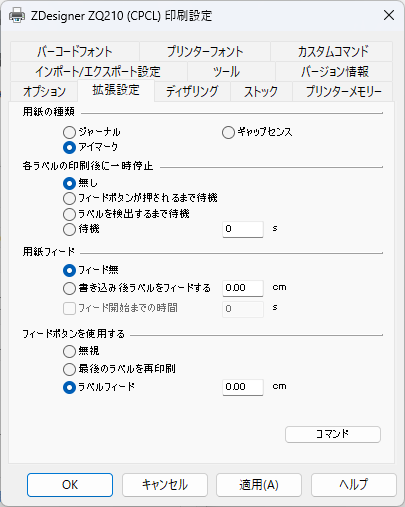 ZDesigner ZQ210 (CPCL) 印刷設定
バーコードフォント プリンターフォント カスタムコマンド
インポート/エクスポート設定 ツール バージョン情報
オプション 拡張設定 デイザリング ストック プリンターメモリー
用紙の種類
ジャーナル ギャップセンス
アイマーク
各ラベルの印刷後に一時停止
無し
フィードボタンが押されるまで待機
ラベルを検出するまで待機
待機 0 s
用紙フィード
フィード無
書き込み後ラベルをフィードする 0.00 cm
フィード開始までの時間 0 s
フィードボタンを使用する
無視
最後のラベルを再印刷
ラベルフィード 0.00 cm
コマンド
OK キャンセル 適用(A) ヘルプ